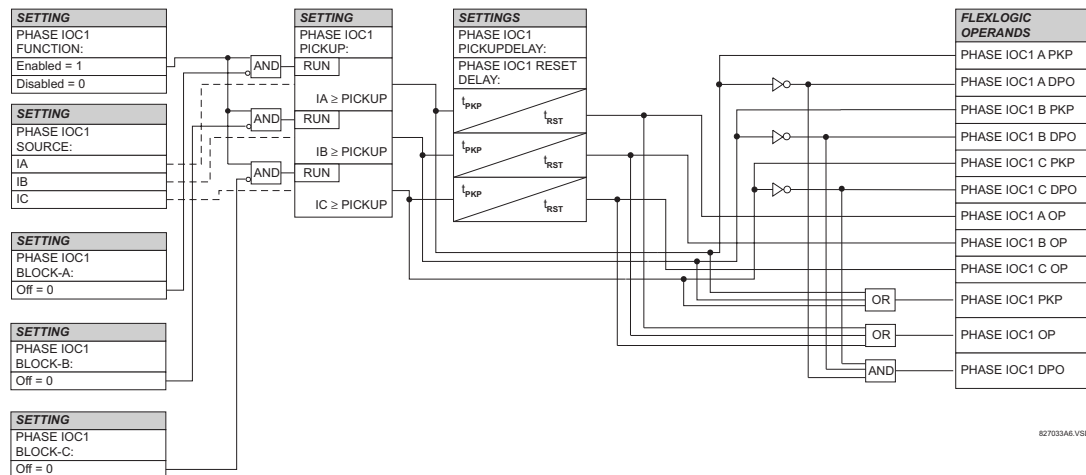 SETTING
PHASE IOC1
FUNCTION:
Enabled = 1
Disabled = 0
SETTING
PHASE IOC1
SOURCE:
IA
IB
IC
SETTING
PHASE IOC1
BLOCK-A:
Off = 0
SETTING
PHASE IOC1
BLOCK-B:
Off = 0
SETTING
PHASE IOC1
BLOCK-C:
Off = 0
AND
AND
AND
SETTING
PHASE IOC1
PICKUP:
RUN
IA ≥ PICKUP
RUN
IB ≥ PICKUP
RUN
IC ≥ PICKUP
SETTINGS
PHASE IOC1
PICKUPDELAY:
PHASE IOC1 RESET
DELAY:
tPKP
tRST
tPKP
tRST
tPKP
tRST
OR
OR
AND
FLEXLOGIC
OPERANDS
PHASE IOC1 A PKP
PHASE IOC1 A DPO
PHASE IOC1 B PKP
PHASE IOC1 B DPO
PHASE IOC1 C PKP
PHASE IOC1 C DPO
PHASE IOC1 A OP
PHASE IOC1 B OP
PHASE IOC1 C OP
PHASE IOC1 PKP
PHASE IOC1 OP
PHASE IOC1 DPO
827033A6.VSD